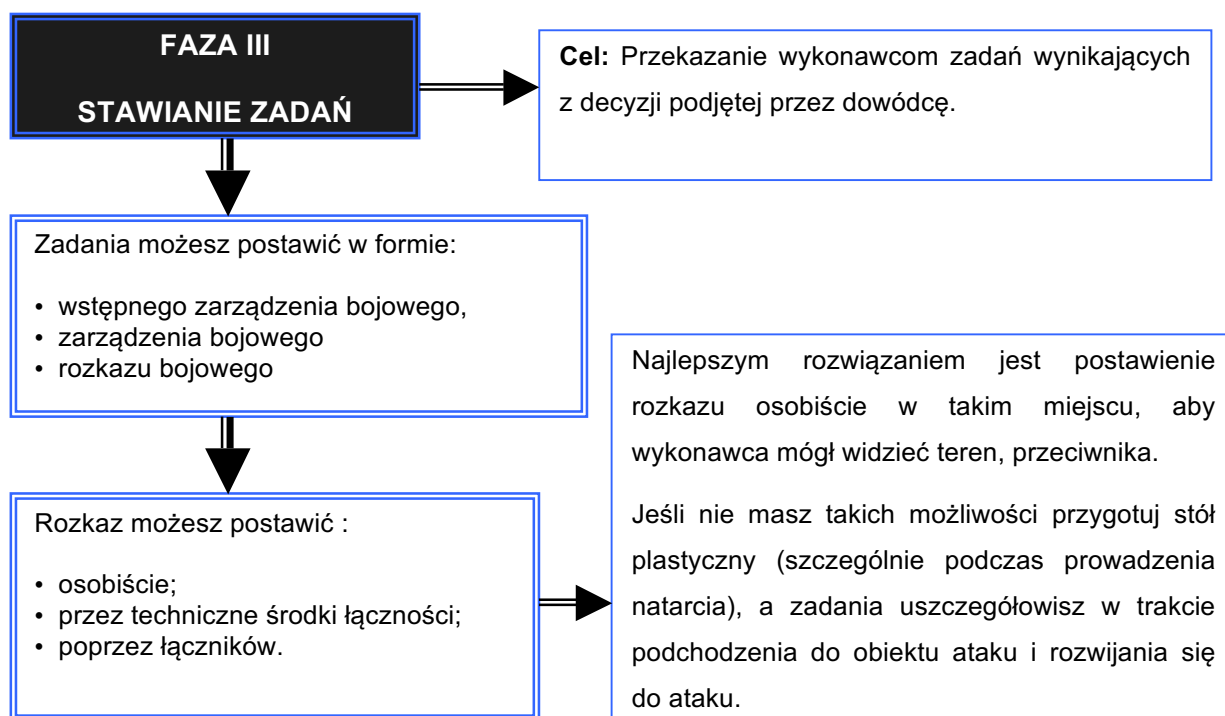 FAZA III
STAWIANIE ZADAŃ
Cel: Przekazanie wykonawcom zadań wynikających
z decyzji podjętej przez dowódcę.
Zadania możesz postawić w formie:
• wstępnego zarządzenia bojowego,
• zarządzenia bojowego
• rozkazu bojowego
Rozkaz możesz postawić :
• osobiście;
• przez techniczne środki łączności;
• poprzez łączników.
Najlepszym rozwiązaniem jest postawienie
rozkazu osobiście w takim miejscu, aby
wykonawca mógł widzieć teren, przeciwnika.
Jeśli nie masz takich możliwości przygotuj stół
plastyczny (szczególnie podczas prowadzenia
natarcia), a zadania uszczegółowisz w trakcie
podchodzenia do obiektu ataku i rozwijania się
do ataku.